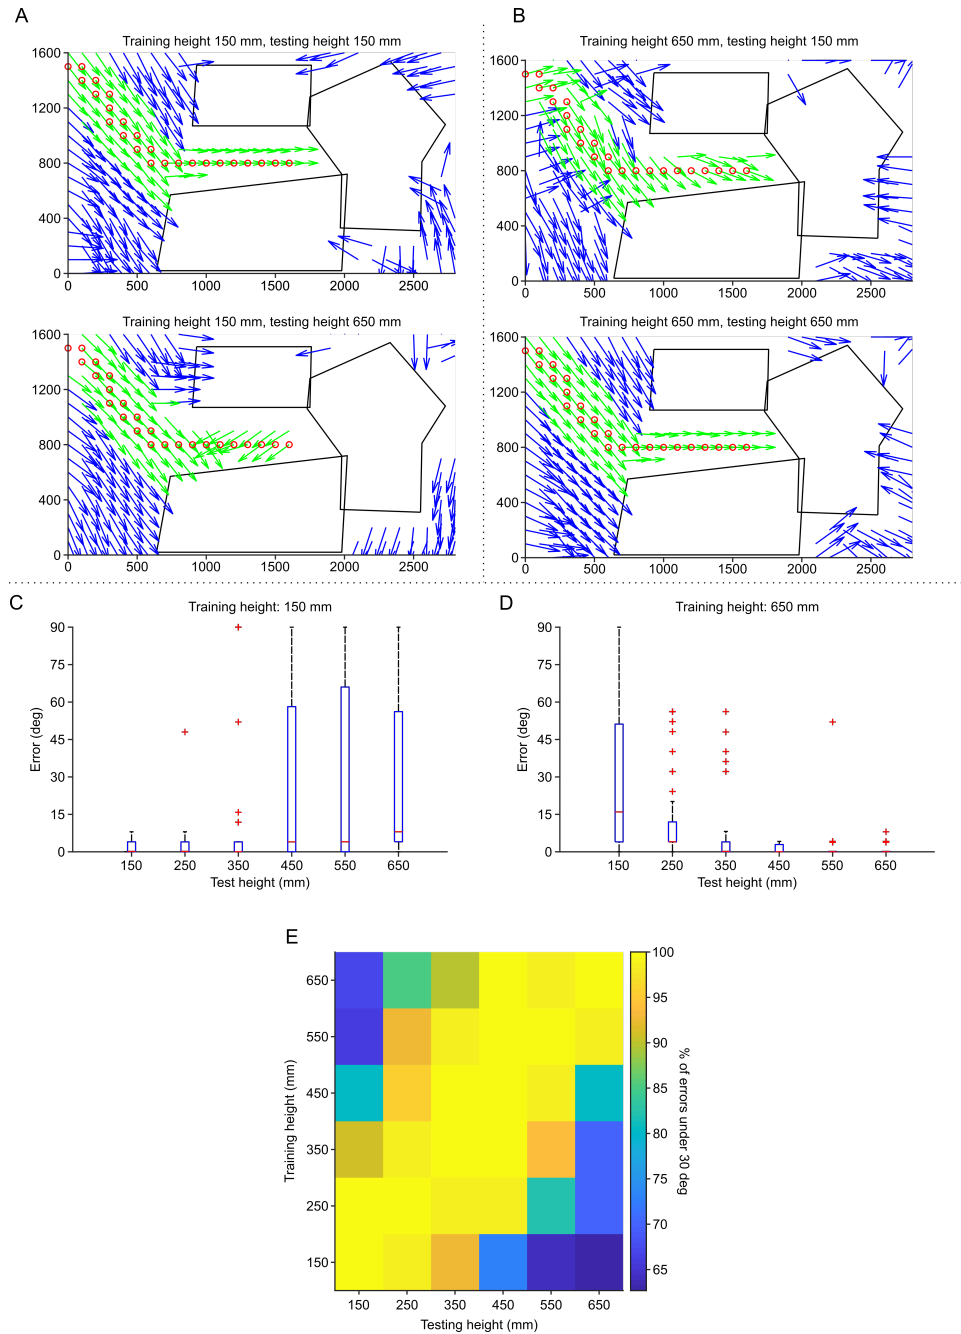 A
Training height 150 mm, testing height 150 mm
1600
1200
800
400
0
0 500 1000 1500 2000 2500
Training height 150 mm, testing height 650 mm
1600
1200
800
400
0
0 500 1000 1500 2000 2500
B
Training height 650 mm, testing height 150 mm
1600
1200
1000
800
600
400
200
0
0 500 1000 1500 2000 2500
Training height 650 mm, testing height 650 mm
1600
1200
800
400
0
0 500 1000 1500 2000 2500
C
Training height: 150 mm
Error (deg)
90
75
60
45
30
15
0
150 250 350 450 550 650
Test height (mm)
D
Training height: 650 mm
Error (deg)
90
75
60
45
30
15
0
150 250 350 450 550 650
Test height (mm)
E
Training height (mm)
650
550
450
350
250
150
150 250 350 450 550 650
Testing height (mm)
100
95
90
85
80
75
70
65
% of errors under 30 deg